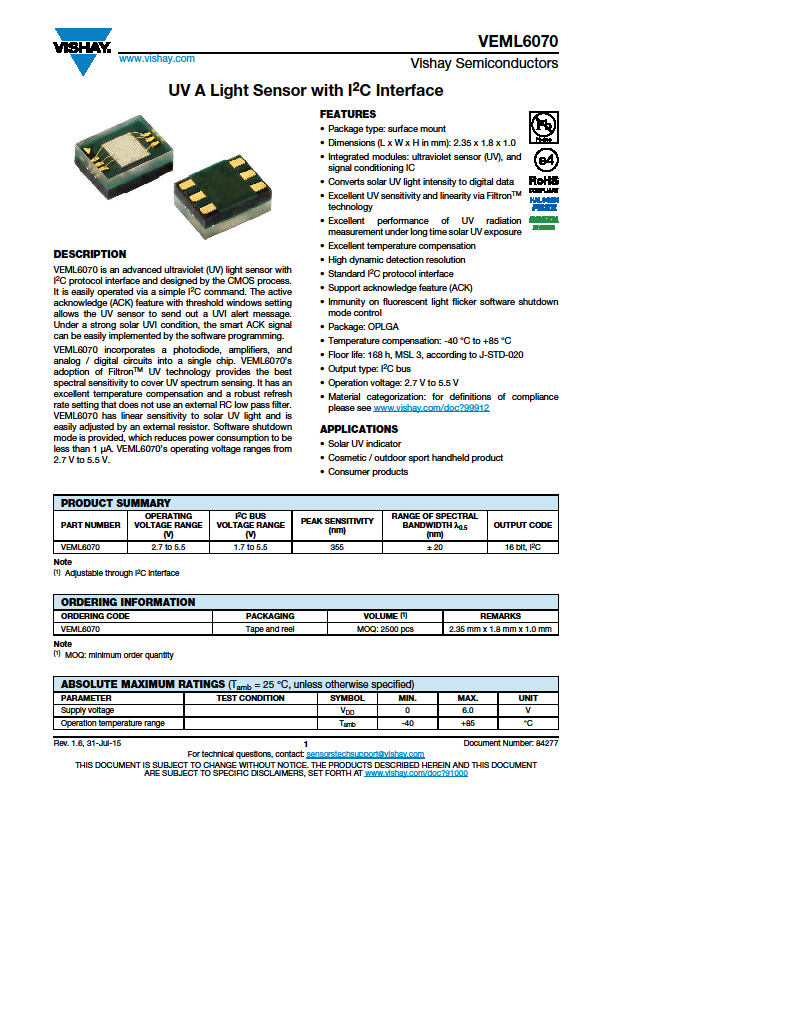 VISHAY.
www.vishay.com
VEML6070
Vishay Semiconductors
UV A Light Sensor with I2C Interface
FEATURES
• Package type: surface mount
• Dimensions (L x W x H in mm): 2.35 x 1.8 x 1.0
• Integrated modules: ultraviolet sensor (UV), and
signal conditioning IC
• Converts solar UV light intensity to digital data
• Excellent UV sensitivity and linearity via Filtron™
technology
• Excellent performance of UV radiation
measurement under long time solar UV exposure
• Excellent temperature compensation
• High dynamic detection resolution
• Standard I2C protocol interface
• Support acknowledge feature (ACK)
• Immunity on fluorescent light flicker software shutdown
mode control
• Package: OPLGA
• Temperature compensation: -40 °C to +85 °C
• Floor life: 168 h, MSL 3, according to J-STD-020
• Output type: I2C bus
• Operation voltage: 2.7 V to 5.5 V
• Material categorization: for definitions of compliance
please see www.vishay.com/doc?99912
Pb
e4
RoHS
COMPLIANT
HALOGEN
FREE
GREEN
APPLICATIONS
• Solar UV indicator
• Cosmetic / outdoor sport handheld product
• Consumer products
DESCRIPTION
VEML6070 is an advanced ultraviolet (UV) light sensor with
I2C protocol interface and designed by the CMOS process.
It is easily operated via a simple I2C command. The active
acknowledge (ACK) feature with threshold windows setting
allows the UV sensor to send out a UVI alert message.
Under a strong solar UVI condition, the smart ACK signal
can be easily implemented by the software programming.
VEML6070 incorporates a photodiode, amplifiers, and
analog / digital circuits into a single chip. VEML6070's
adoption of Filtron™ UV technology provides the best
spectral sensitivity to cover UV spectrum sensing. It has an
excellent temperature compensation and a robust refresh
rate setting that does not use an external RC low pass filter.
VEML6070 has linear sensitivity to solar UV light and is
easily adjusted by an external resistor. Software shutdown
mode is provided, which reduces power consumption to be
less than 1 μA. VEML6070's operating voltage ranges from
2.7 V to 5.5 V.
PRODUCT SUMMARY
PART NUMBER OPERATING VOLTAGE RANGE (V) I2C BUS VOLTAGE RANGE (V) PEAK SENSITIVITY (nm) RANGE OF SPECTRAL BANDWIDTH λ0.5 (nm) OUTPUT CODE
VEML6070 2.7 to 5.5 1.7 to 5.5 355 ± 20 16 bit, I2C
Note
(1) Adjustable through I2C interface
ORDERING INFORMATION
ORDERING CODE PACKAGING VOLUME (1) REMARKS
VEML6070 Tape and reel MOQ: 2500 pcs 2.35 mm x 1.8 mm x 1.0 mm
Note
(1) MOQ: minimum order quantity
ABSOLUTE MAXIMUM RATINGS (Tamb = 25 °C, unless otherwise specified)
PARAMETER TEST CONDITION SYMBOL MIN. MAX. UNIT
Supply voltage VDD 0 6.0 V
Operation temperature range Tamb -40 +85 °C
Rev. 1.6, 31-Jul-15 1 Document Number: 84277
For technical questions, contact: sensorstechsupport@vishay.com
THIS DOCUMENT IS SUBJECT TO CHANGE WITHOUT NOTICE. THE PRODUCTS DESCRIBED HEREIN AND THIS DOCUMENT
ARE SUBJECT TO SPECIFIC DISCLAIMERS, SET FORTH AT www.vishay.com/doc?91000